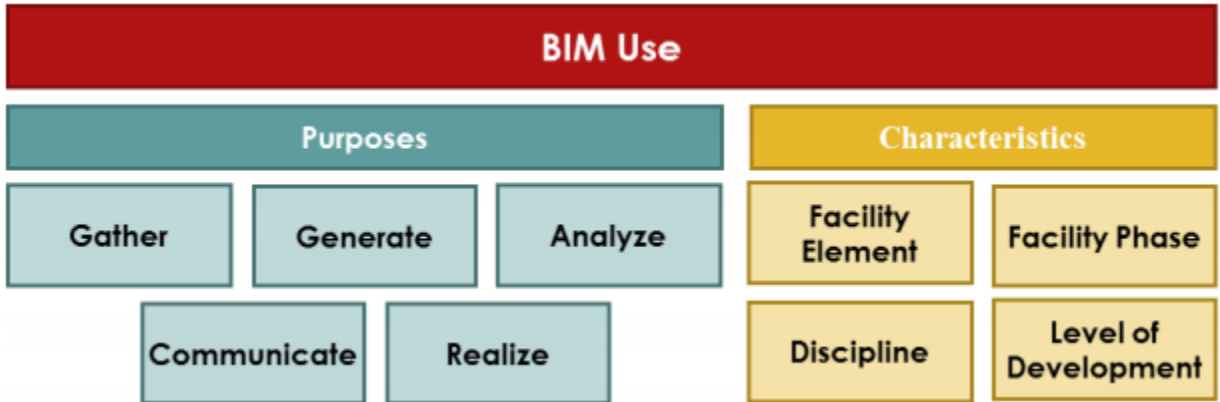 BIM Use
Purposes
Characteristics
Gather
Generate
Analyze
Facility
Element
Facility Phase
Communicate
Realize
Discipline
Level of
Development